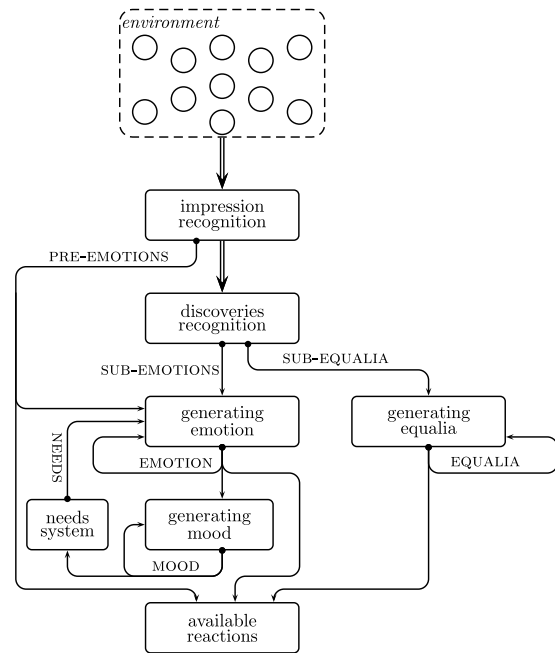 environment
impression
recognition
PRE-EMOTIONS
discoveries
recognition
SUB-EMOTIONS
SUB-EQUALIA
generating
emotion
generating
equalia
NEEDS
EMOTION
EQUALIA
needs
system
generating
mood
MOOD
available
reactions